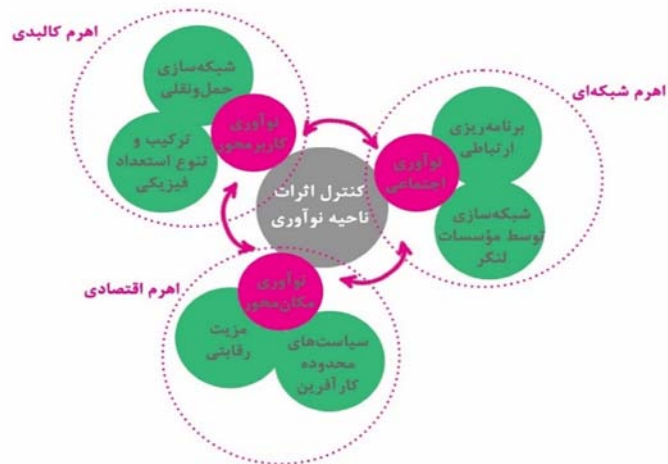 اهرم کالبدی
شبکه‌سازی
حمل‌ونقلی
نوآوری
کاربرمحور
ترکیب و
تنوع استعداد
فیزیکی
اهرم شبکه‌ای
برنامه‌ریزی
ارتباطی
نوآوری
اجتماعی
شبکه‌سازی
توسط مؤسسات
لنگر
کنترل اثرات
ناحیه نوآوری
اهرم اقتصادی
نوآوری
مکان‌محور
مزیت
رقابتی
سیاست‌های
محدوده
کارآفرین